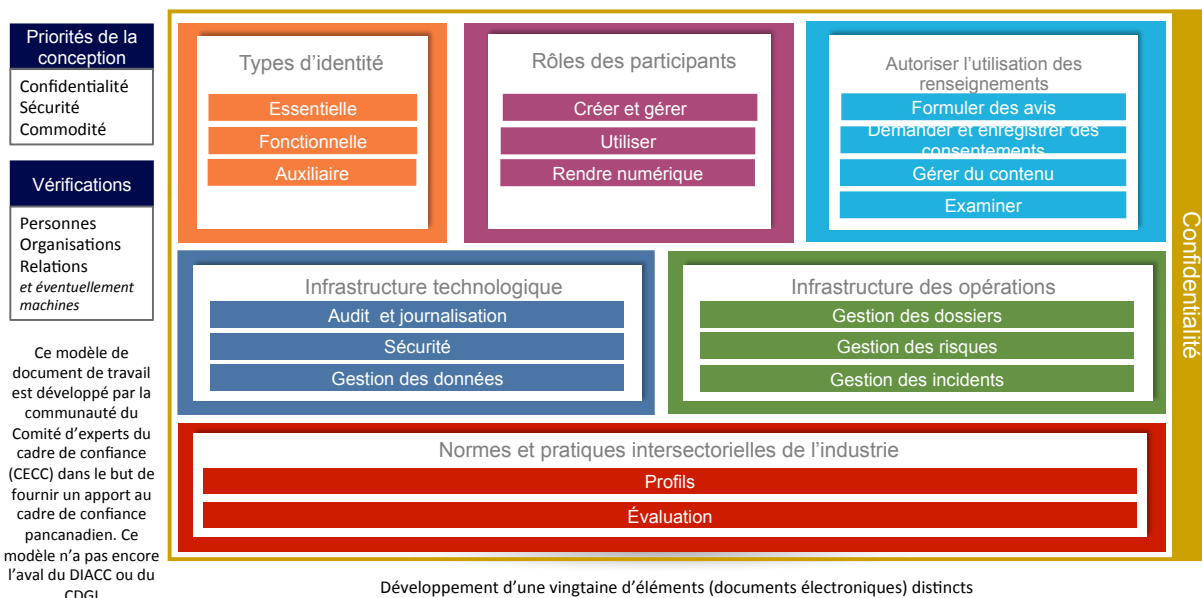 Priorités de la
conception
Confidentialité
Sécurité
Commodité
Vérifications
Personnes
Organisations
Relations
et éventuellement
machines
Ce modèle de
document de travail
est développé par la
communauté du
Comité d'experts du
cadre de confiance
(CECC) dans le but de
fournir un apport au
cadre de confiance
pancanadien. Ce
modèle n'a pas encore
l'aval du DIACC ou du
CDGI
Types d'identité
Essentielle
Fonctionnelle
Auxiliaire
Rôles des participants
Créer et gérer
Utiliser
Rendre numérique
Autoriser l'utilisation des
renseignements
Formuler des avis
Demander et enregistrer des
consentements
Gérer du contenu
Examiner
Infrastructure technologique
Audit et journalisation
Sécurité
Gestion des données
Infrastructure des opérations
Gestion des dossiers
Gestion des risques
Gestion des incidents
Normes et pratiques intersectorielles de l'industrie
Profils
Évaluation
Confidentialité
Développement d'une vingtaine d'éléments (documents électroniques) distincts